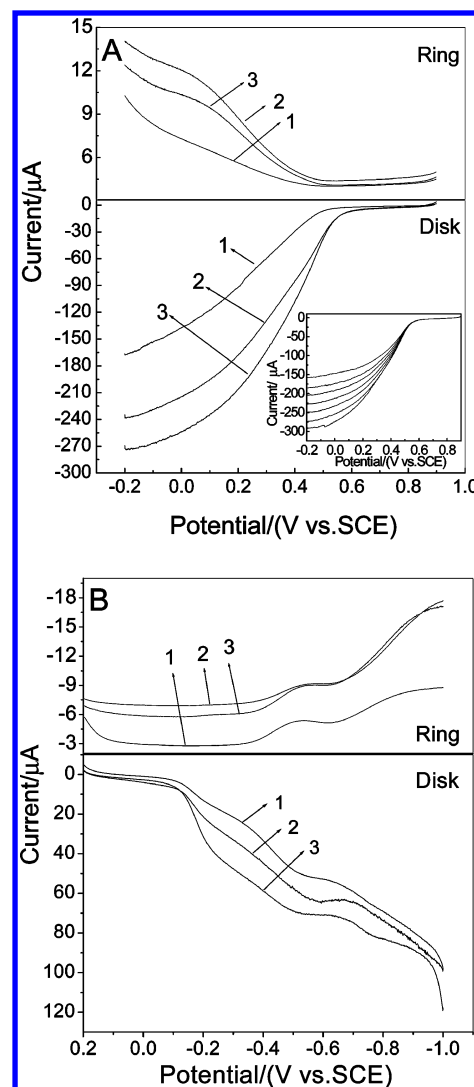 A
Ring
15
12
9
6
3
2
1
Current/μA
Disk
0
-30
-60
-90
-120
-150
-180
-210
-240
-270
-300
1
2
3
0
-50
-100
-150
-200
-250
-300
Current/ μA
-0.2 0.0 0.2 0.4 0.6 0.8
Potential/(V vs.SCE)
-0.2 0.0 0.2 0.4 0.6 0.8 1.0
Potential/(V vs.SCE)
B
-18
-15
-12
-9
-6
-3
1 2 3
Ring
Current/μA
Disk
0
20
40
60
80
100
120
1
2
3
0.2 0.0 -0.2 -0.4 -0.6 -0.8 -1.0
Potential/(V vs.SCE)